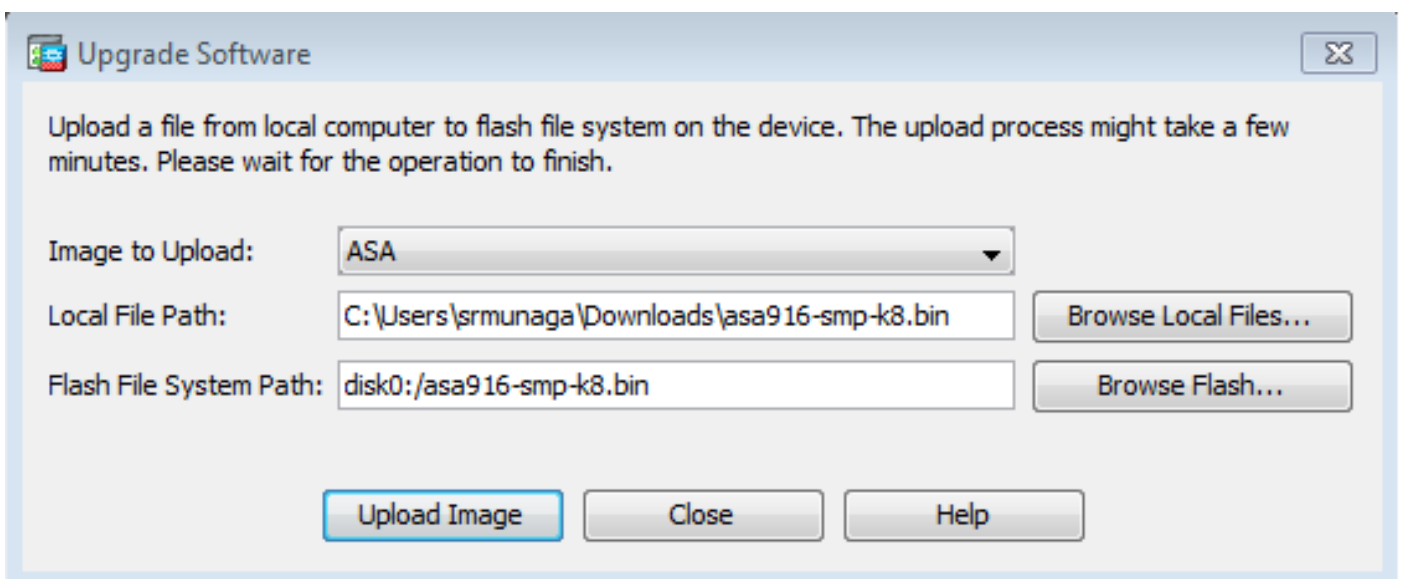 Upgrade Software
Upload a file from local computer to flash file system on the device. The upload process might take a few
minutes. Please wait for the operation to finish.
Image to Upload: ASA
Local File Path: C:\Users\srmunaga\Downloads\asa916-smp-k8.bin Browse Local Files...
Flash File System Path: disk0:/asa916-smp-k8.bin Browse Flash...
Upload Image Close Help